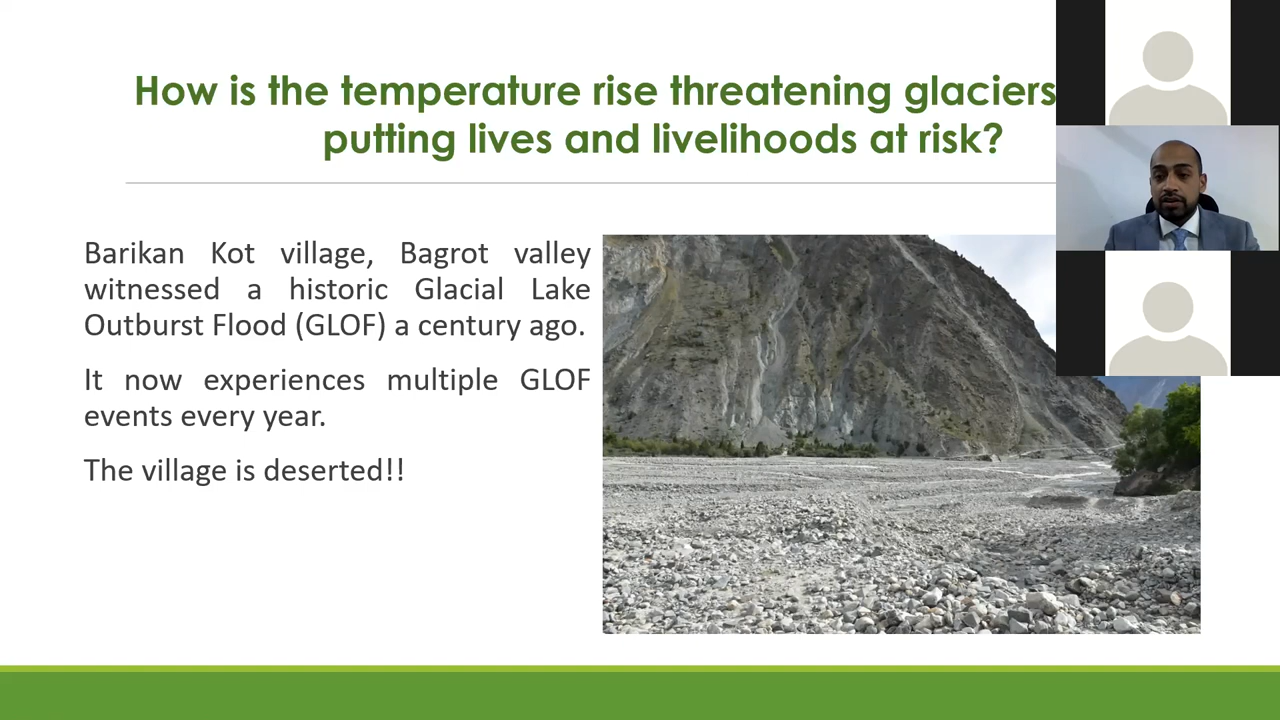 How is the temperature rise threatening glaciers
putting lives and livelihoods at risk?
Barikan Kot village, Bagrot valley
witnessed a historic Glacial Lake
Outburst Flood (GLOF) a century ago.
It now experiences multiple GLOF
events every year.
The village is deserted!!